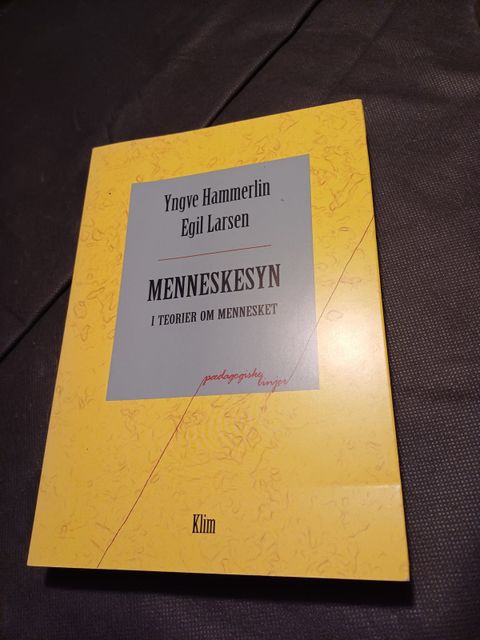 Yngve Hammerlin
Egil Larsen
MENNESKESYN
I TEORIER OM MENNESKET
pædagogiske
linjer
Klim